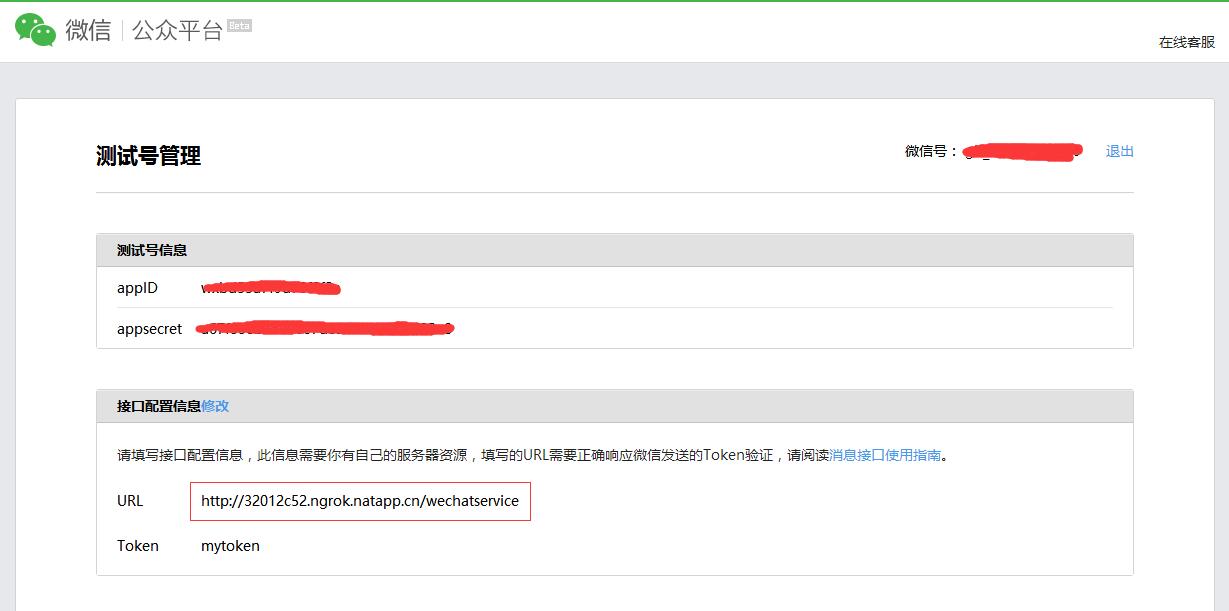 微信 公众平台 Beta
在线客服
测试号管理
微信号： 退出
测试号信息
appID
appsecret
接口配置信息修改
请填写接口配置信息，此信息需要你有自己的服务器资源，填写的URL需要正确响应微信发送的Token验证，请阅读消息接口使用指南。
URL http://32012c52.ngrok.natapp.cn/wechatservice
Token mytoken